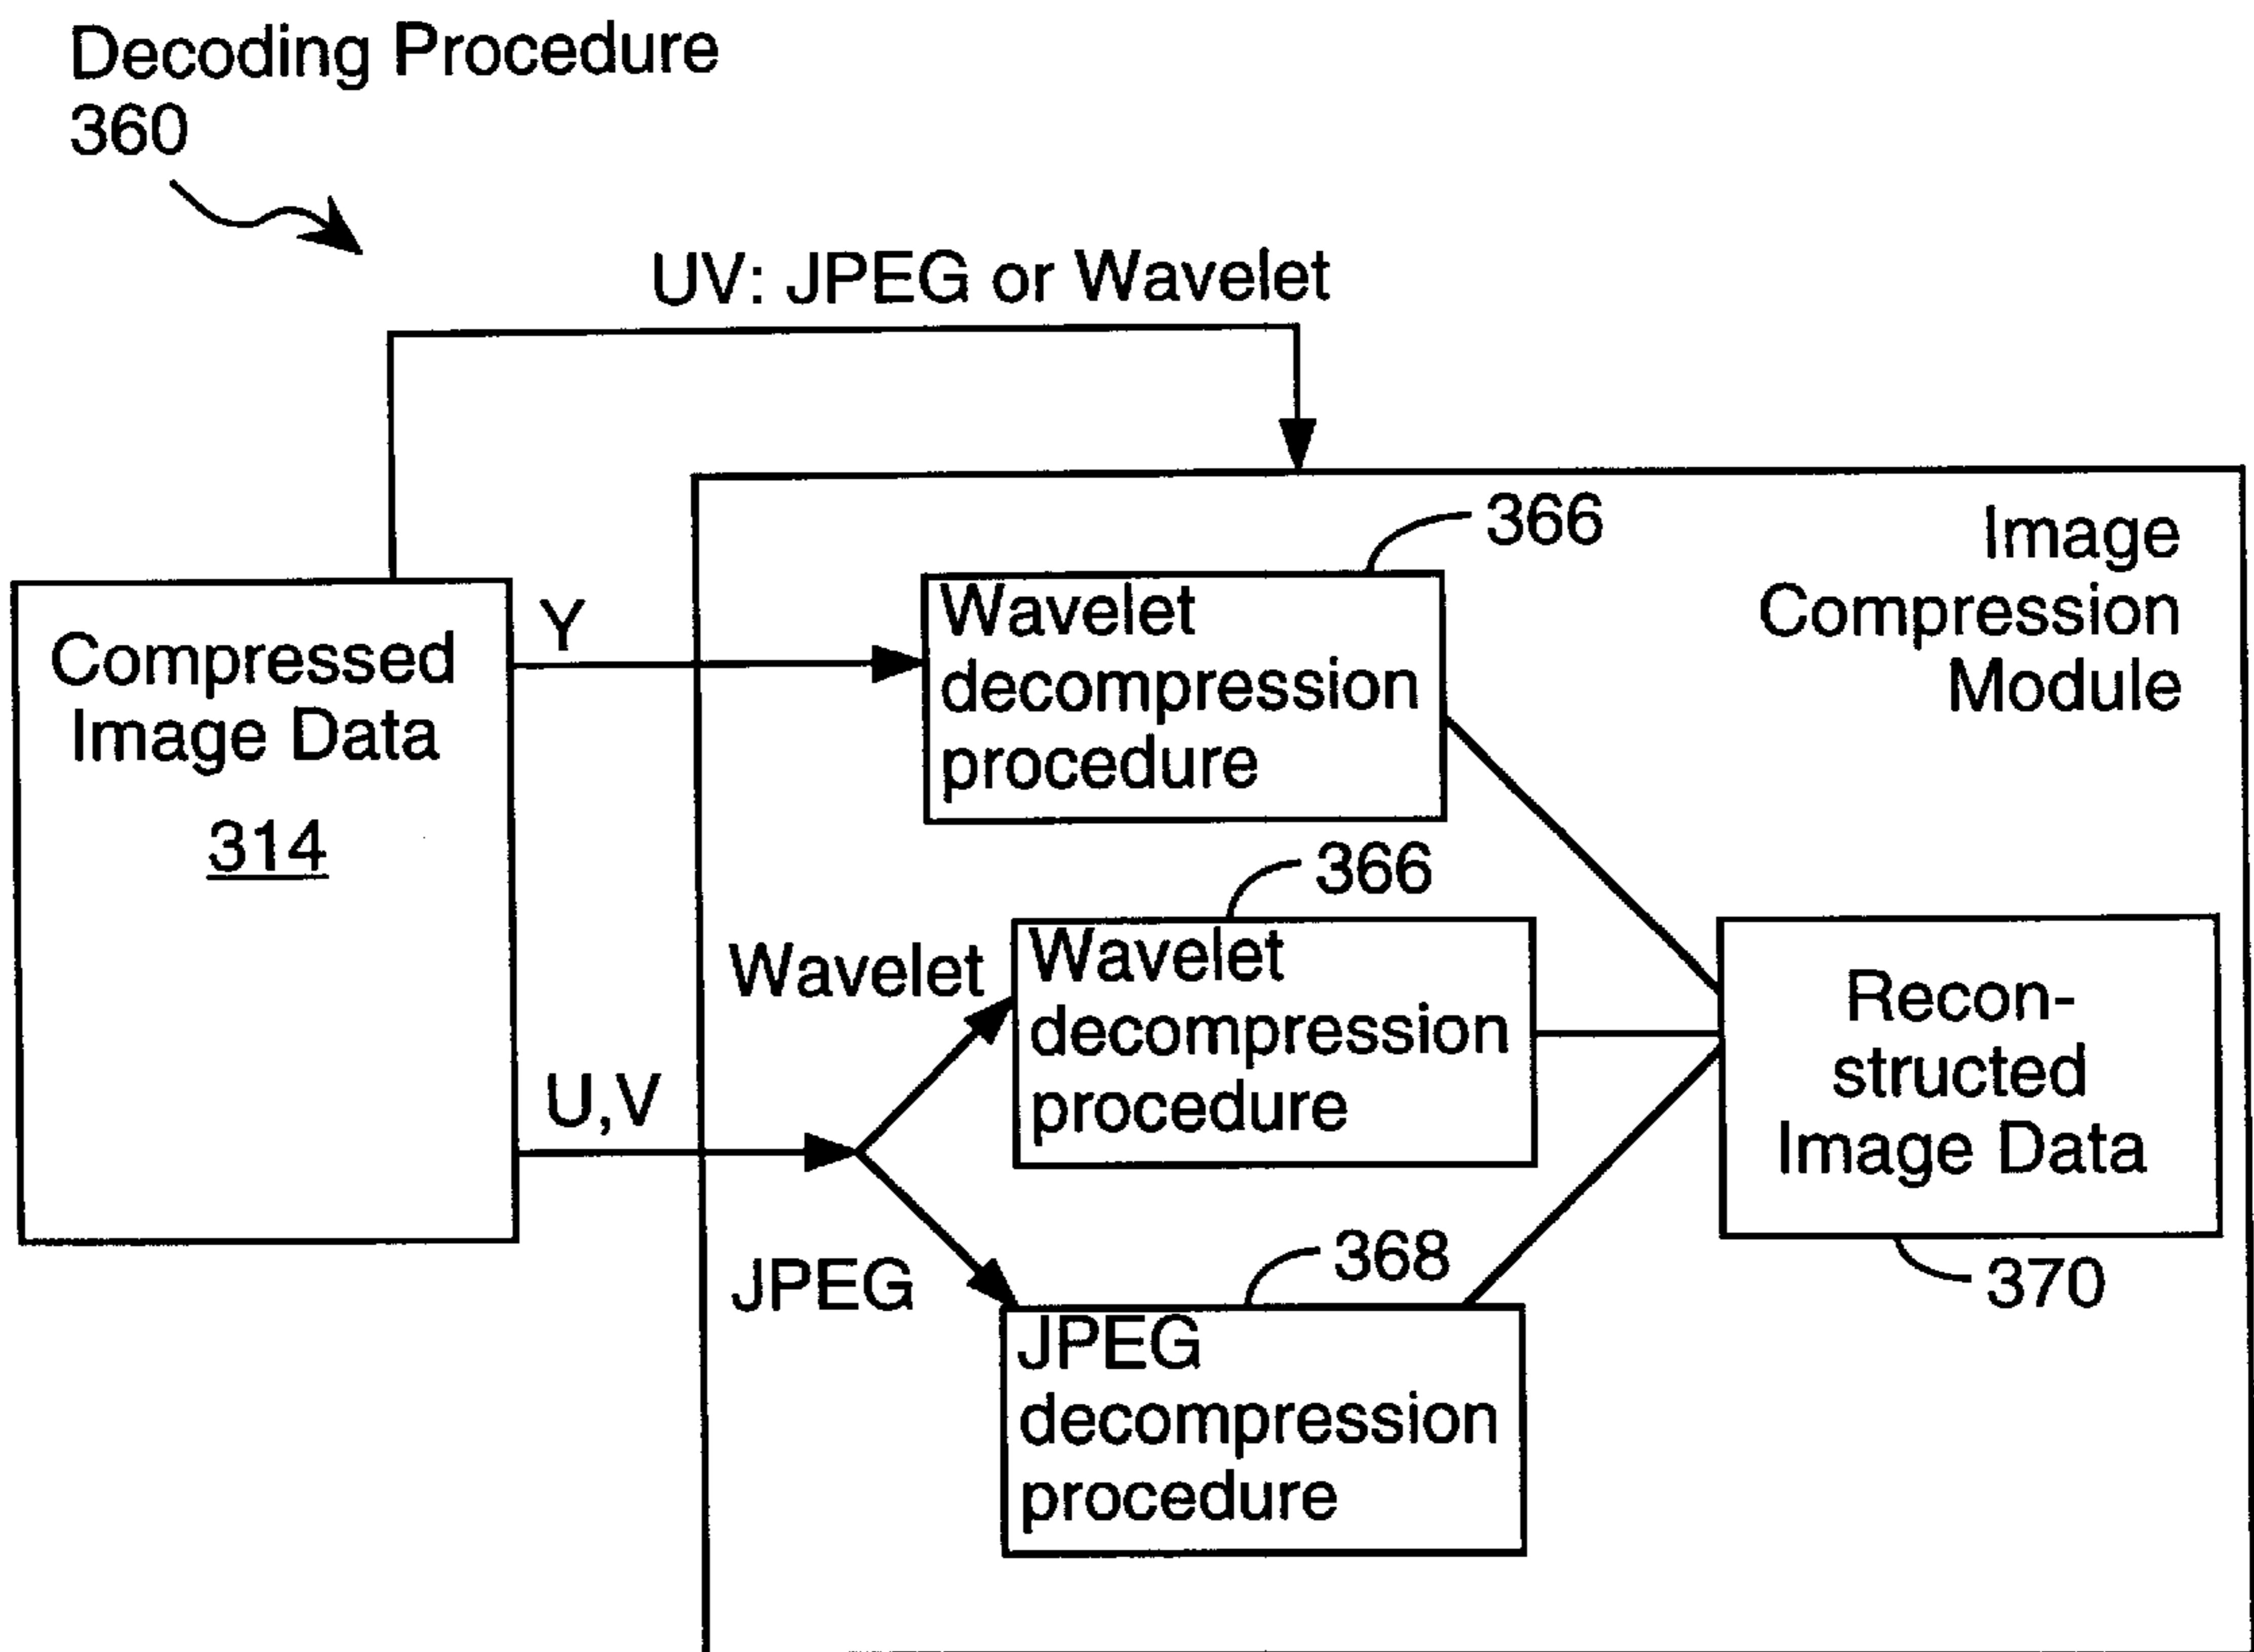 Decoding Procedure
360
UV: JPEG or Wavelet
366
Image
Compression
Module
Wavelet
decompression
procedure
Y
Compressed
Image Data
314
366
Wavelet
Wavelet
decompression
procedure
Recon-
structed
Image Data
U,V
368
370
JPEG
JPEG
decompression
procedure